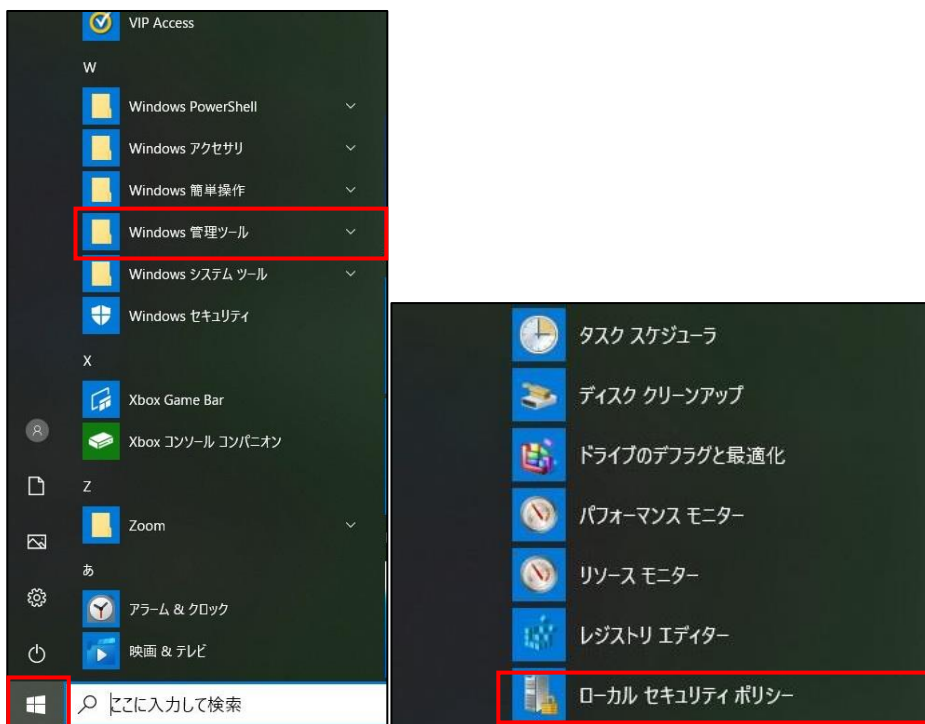 VIP Access
W
Windows PowerShell
Windows アクセサリ
Windows 簡単操作
Windows 管理ツール
Windows システム ツール
Windows セキュリティ
X
Xbox Game Bar
Xbox コンソール コンパニオン
Z
Zoom
あ
アラーム & クロック
映画 & テレビ
ここに入力して検索
タスク スケジューラ
ディスク クリーンアップ
ドライブのデフラグと最適化
パフォーマンス モニター
リソース モニター
レジストリ エディター
ローカル セキュリティ ポリシー